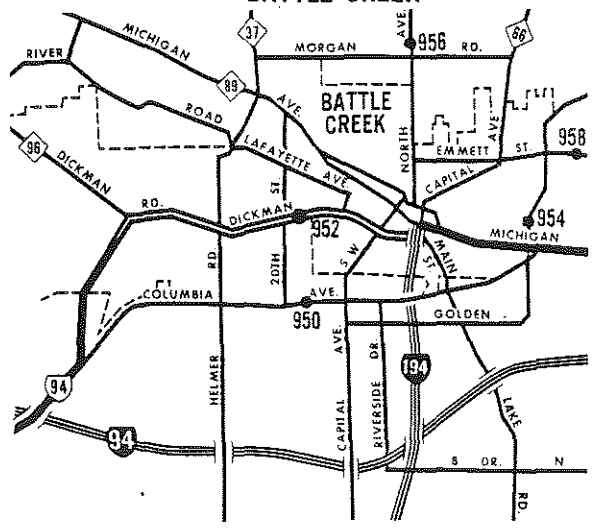 BATTLE CREEK
MICHIGAN
37
AVE.
956
66
RIVER
MORGAN RD.
89
AVE.
BATTLE
CREEK
ROAD
LAFAYETTE AVE.
NORTH
EMMETT ST.
958
AVE
CAPITAL
96
DICKMAN
RD.
DICKMAN
952
ST.
954
MICHIGAN
S W
MAIN
ST.
RD
20TH
COLUMBIA
AVE.
950
GOLDEN
HELMER
94
AVE.
DR.
194
CAPITAL
RIVERSIDE
LAKE
94
B DR. N
RD.